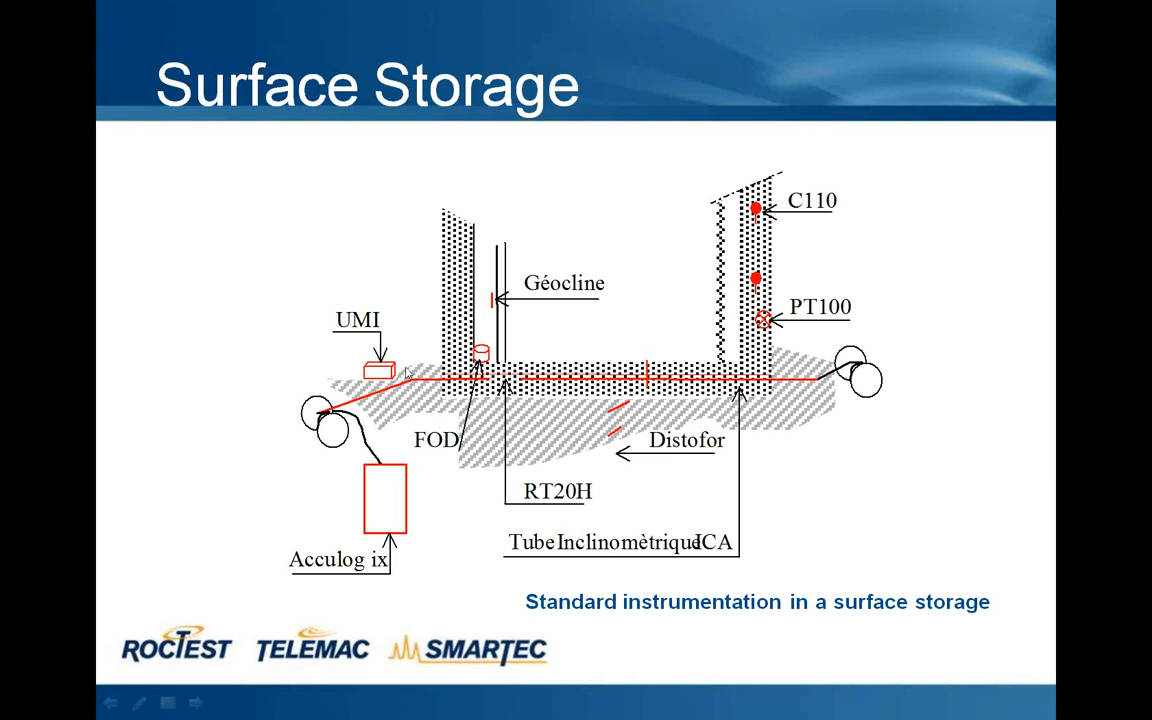 Surface Storage
C110
Géocline
PT100
UMI
FOD
Distofor
RT20H
Tube Inclinomètrique ICA
Acculog ix
Standard instrumentation in a surface storage
ROCTEST TELEMAC SMARTEC